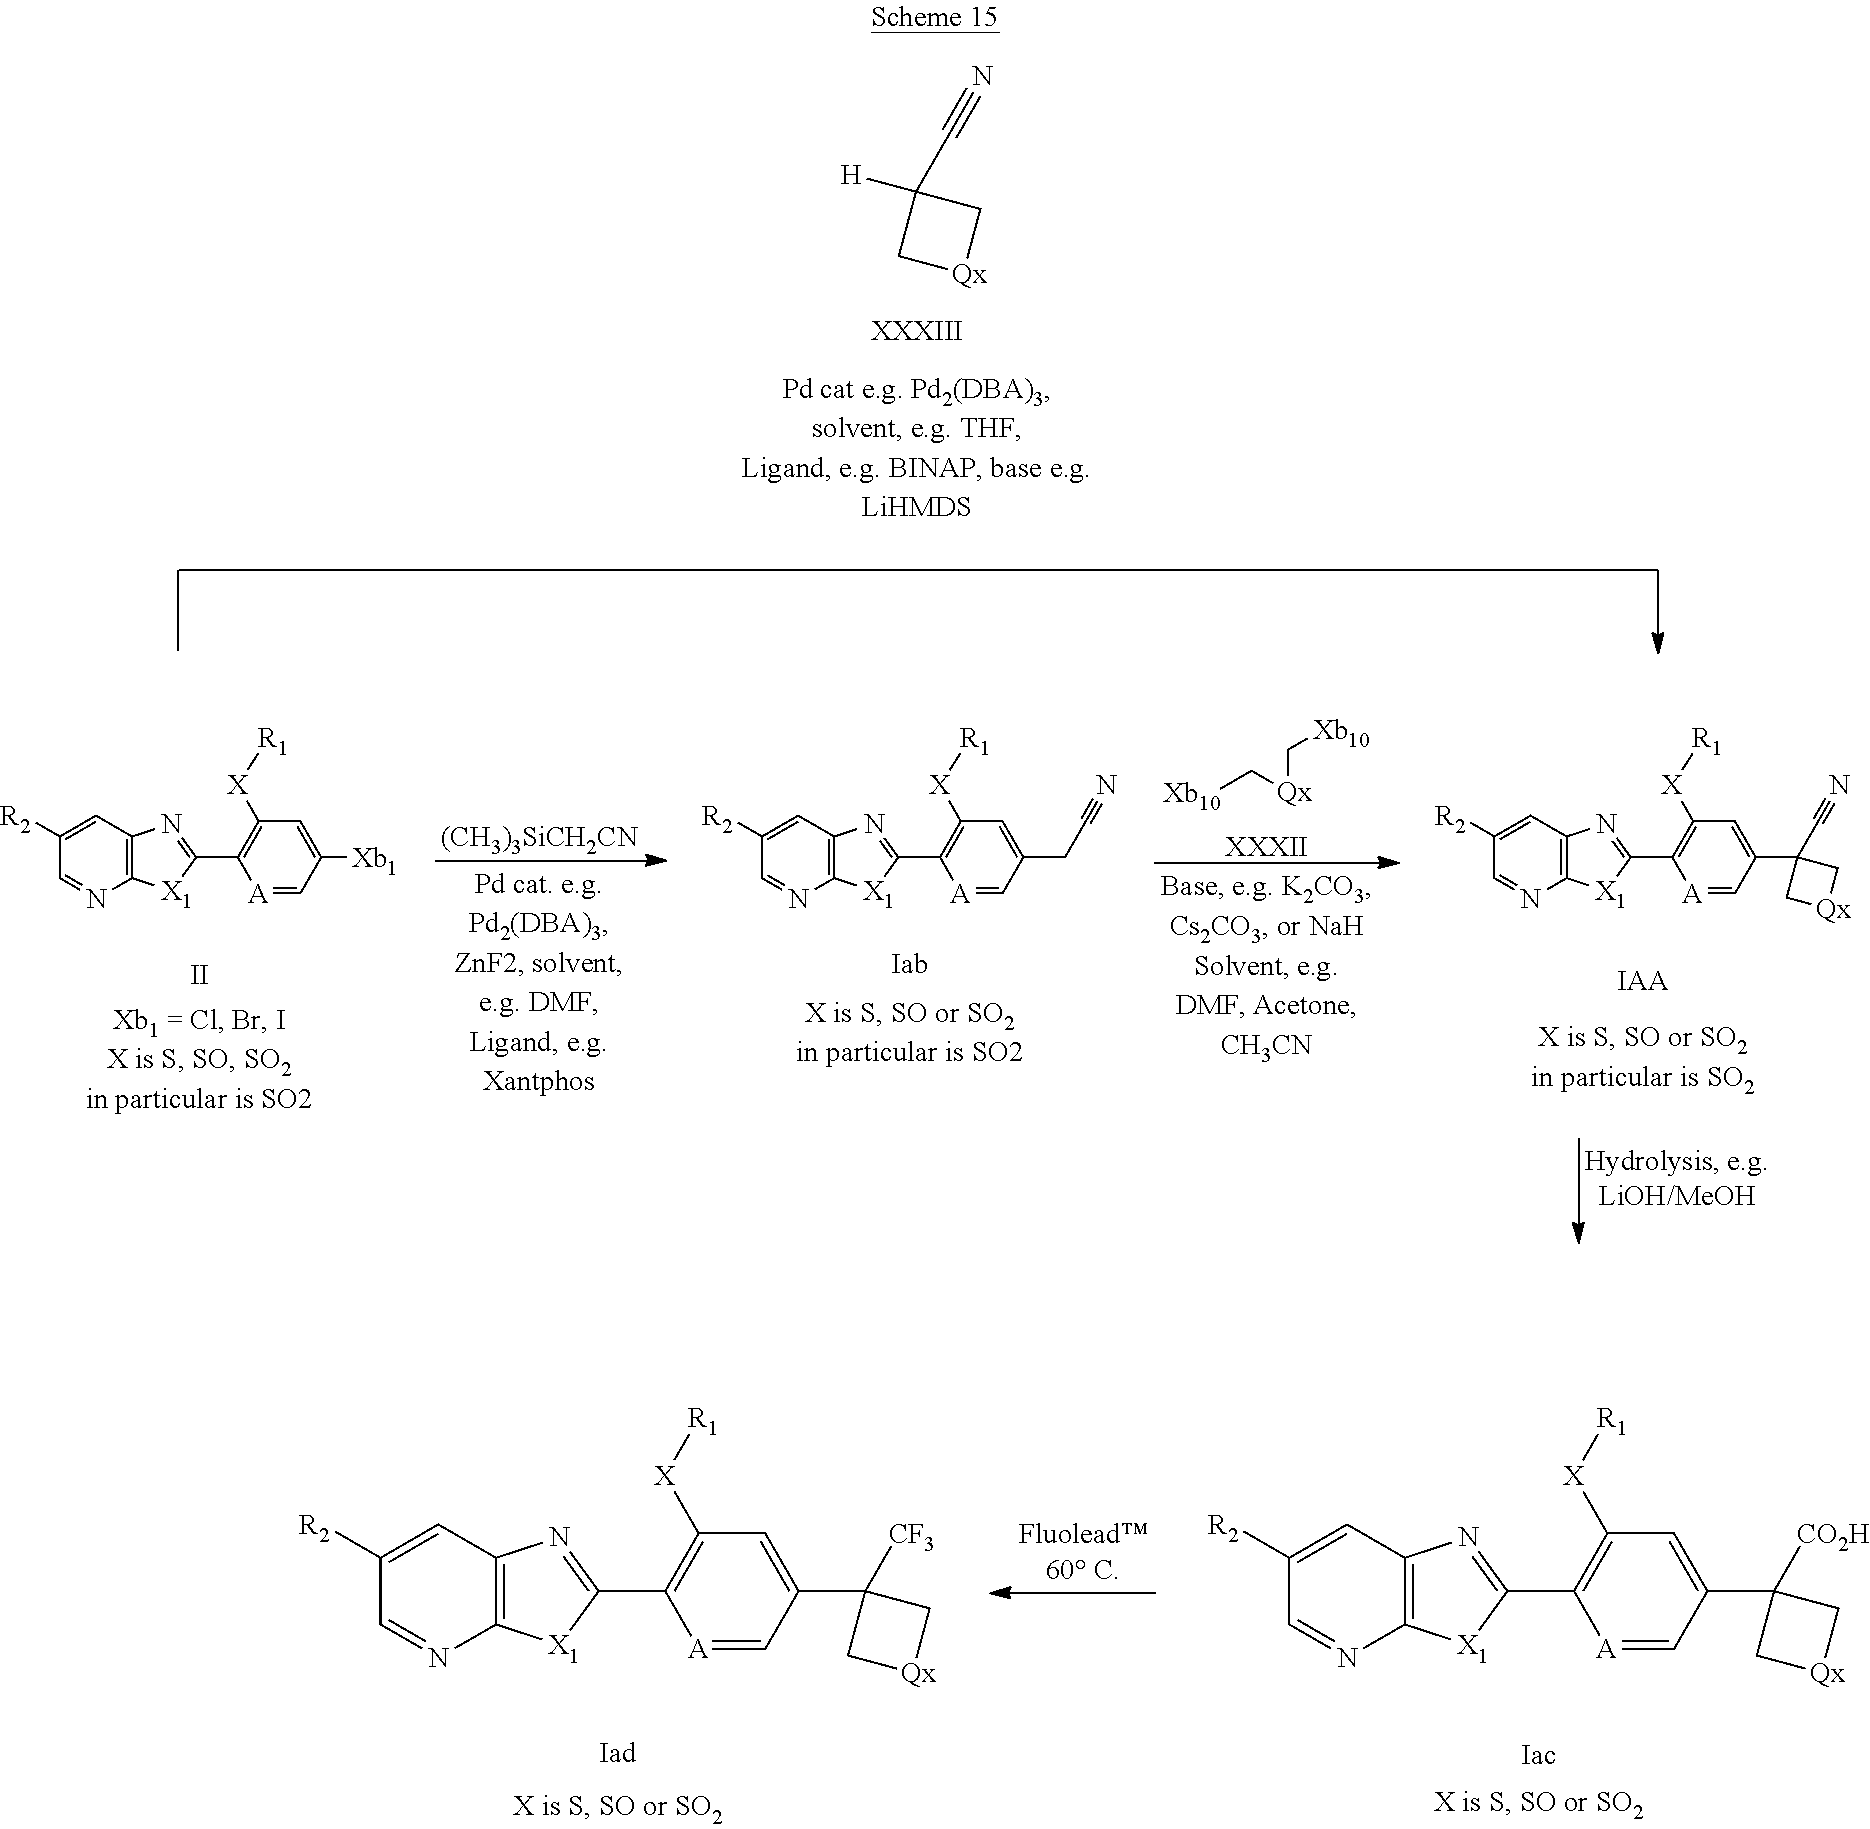 Scheme 15
N
H
Qx
XXXIII
Pd cat e.g. Pd2(DBA)3,
solvent, e.g. THF,
Ligand, e.g. BINAP, base e.g.
LiHMDS
R1
X
R2
N
Xb1
N
X1
A
II
Xb1 = Cl, Br, I
X is S, SO, SO2
in particular is SO2
(CH3)3SiCH2CN
Pd cat. e.g.
Pd2(DBA)3,
ZnF2, solvent,
e.g. DMF,
Ligand, e.g.
Xantphos
R1
X
N
R2
N
N
X1
A
Iab
X is S, SO or SO2
in particular is SO2
Xb10
Xb10
Qx
XXXII
Base, e.g. K2CO3,
Cs2CO3, or NaH
Solvent, e.g.
DMF, Acetone,
CH3CN
R1
X
N
R2
N
N
X1
A
Qx
IAA
X is S, SO or SO2
in particular is SO2
Hydrolysis, e.g.
LiOH/MeOH
R1
X
R2
N
CF3
N
X1
A
Qx
Iad
X is S, SO or SO2
Fluolead™
60° C.
R1
X
R2
N
CO2H
N
X1
A
Qx
Iac
X is S, SO or SO2